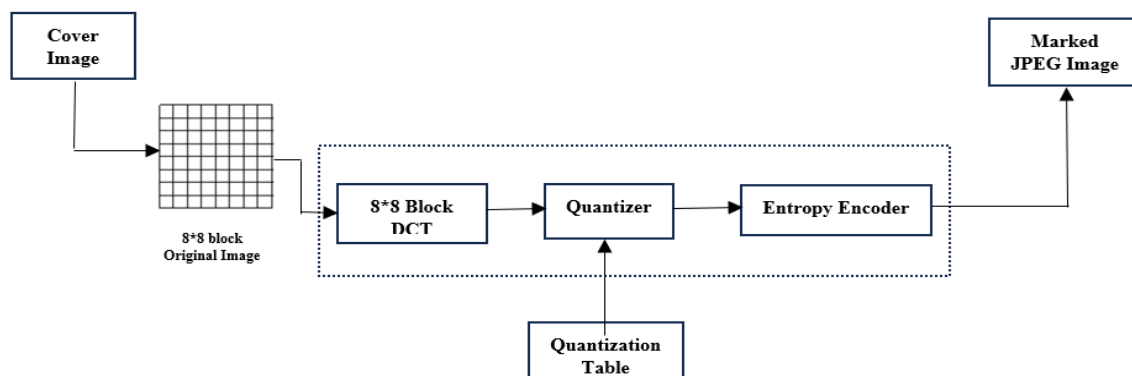 Cover
Image
Marked
JPEG Image
8*8 block
Original Image
8*8 Block
DCT
Quantizer
Entropy Encoder
Quantization
Table